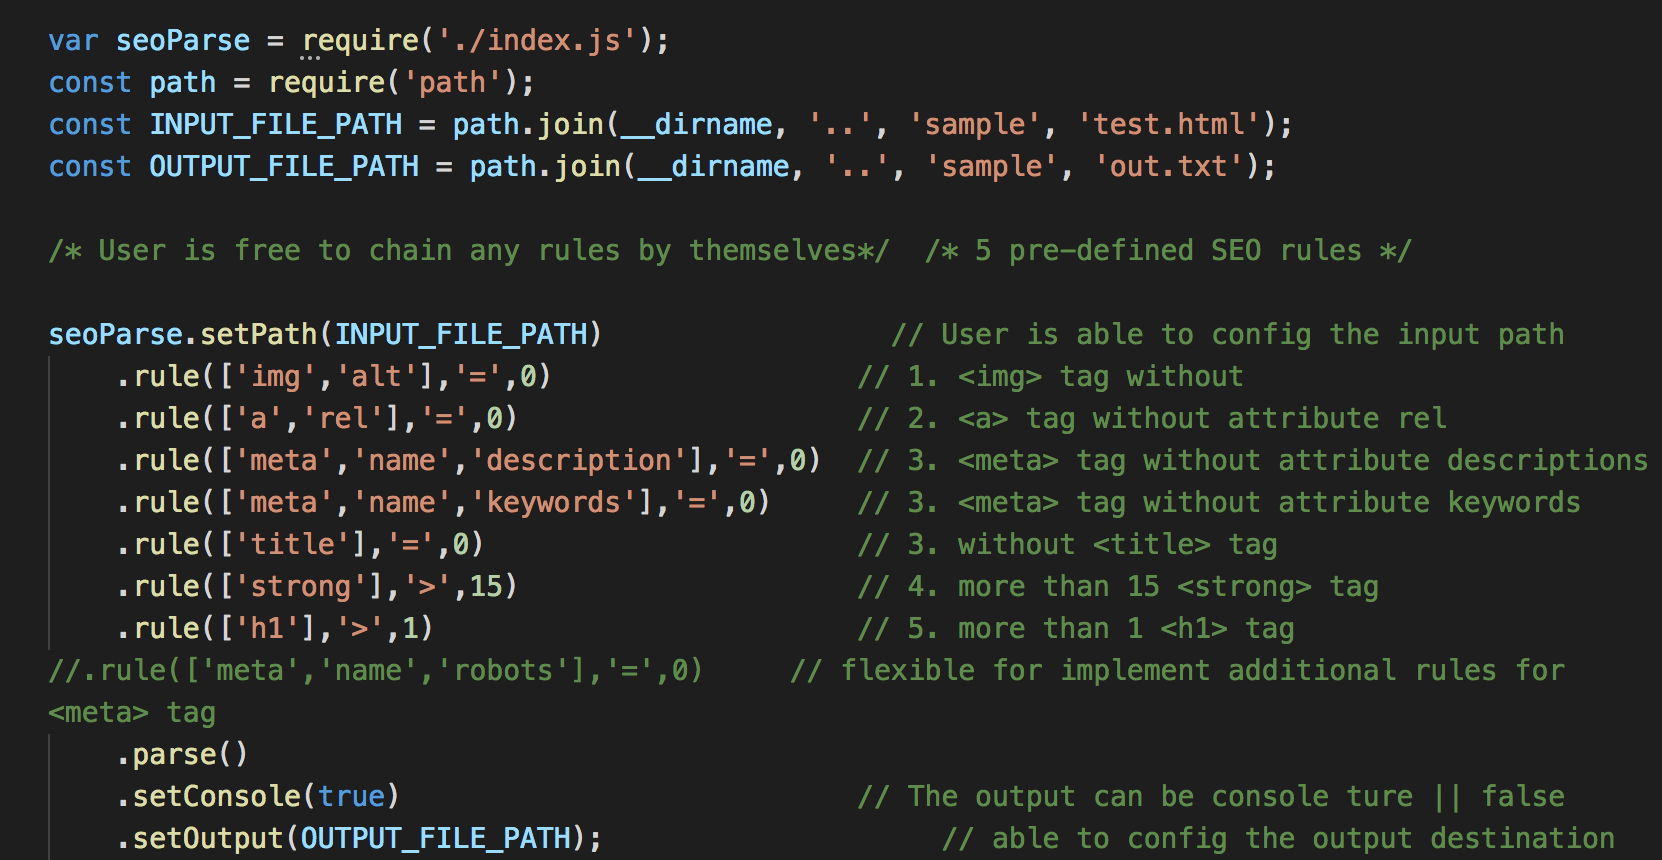 var seoParse = require('./index.js');
const path = require('path');
const INPUT_FILE_PATH = path.join(__dirname, '..', 'sample', 'test.html');
const OUTPUT_FILE_PATH = path.join(__dirname, '..', 'sample', 'out.txt');
/* User is free to chain any rules by themselves*/  /* 5 pre-defined SEO rules */
seoParse.setPath(INPUT_FILE_PATH)                 // User is able to config the input path
    .rule(['img','alt'],'=',0)                  // 1. <img> tag without
    .rule(['a','rel'],'=',0)                    // 2. <a> tag without attribute rel
    .rule(['meta','name','description'],'=',0)  // 3. <meta> tag without attribute descriptions
    .rule(['meta','name','keywords'],'=',0)     // 3. <meta> tag without attribute keywords
    .rule(['title'],'=',0)                      // 3. without <title> tag
    .rule(['strong'],'>',15)                    // 4. more than 15 <strong> tag
    .rule(['h1'],'>',1)                         // 5. more than 1 <h1> tag
//.rule(['meta','name','robots'],'=',0)     // flexible for implement additional rules for
<meta> tag
    .parse()
    .setConsole(true)                           // The output can be console ture || false
    .setOutput(OUTPUT_FILE_PATH);                    // able to config the output destination